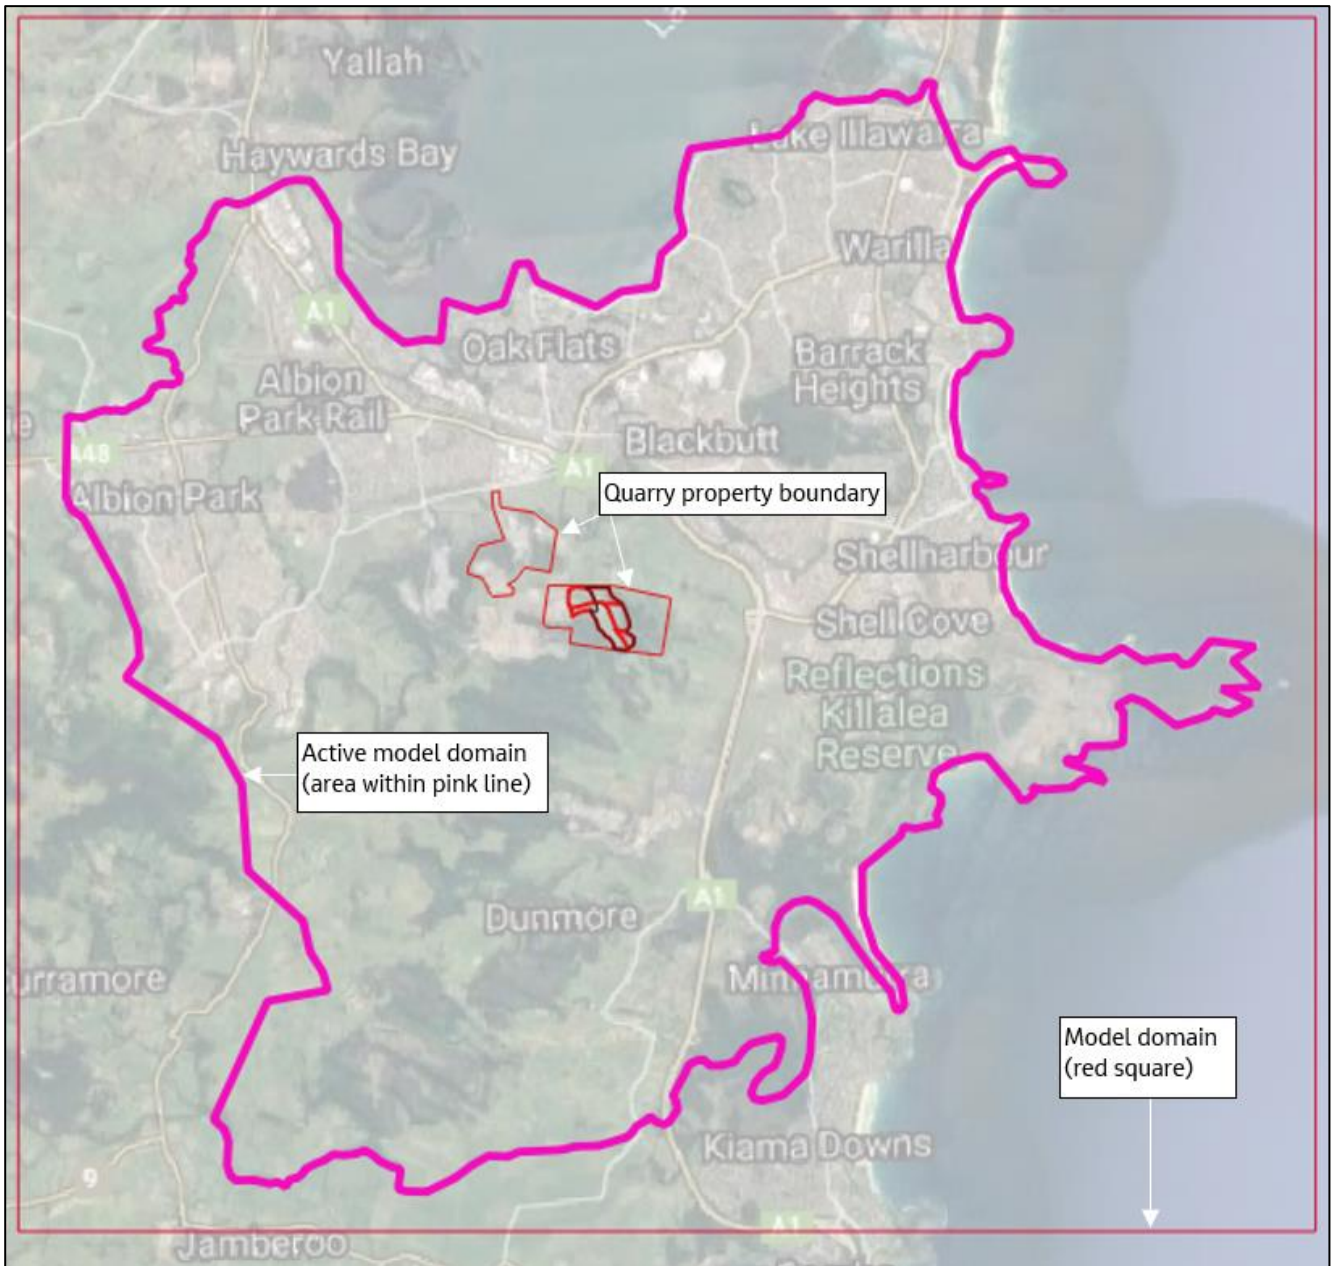 Yallah
Haywards Bay
Lake Illawarra
Warilla
A1
Oak Flats
Barrack
Heights
Albion
Park Rail
Blackbutt
A48
A1
Albion Park
Quarry property boundary
Shellharbour
Shell Cove
Reflections
Killalea
Reserve
Active model domain
(area within pink line)
A1
Dunmore
Minnamurra
urramore
Model domain
(red square)
Kiama Downs
9
A1
Jamberoo